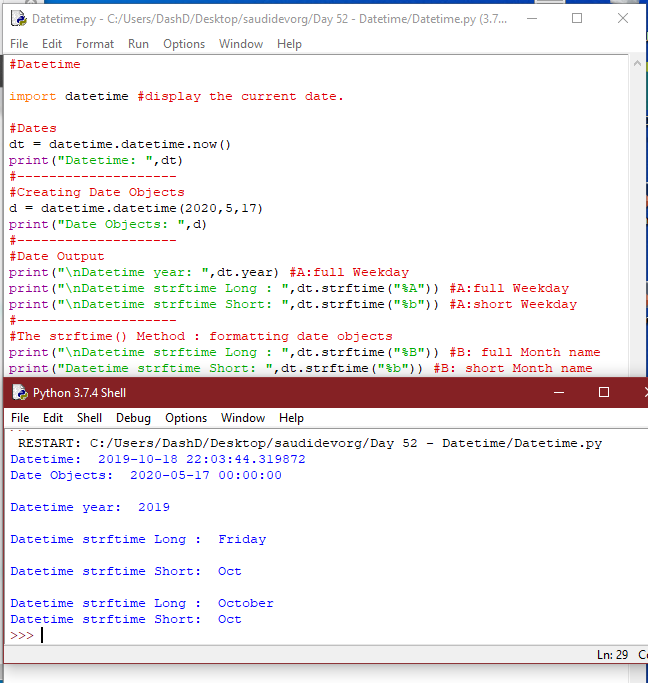 Datetime.py - C:/Users/DashD/Desktop/saudidevorg/Day 52 - Datetime/Datetime.py (3.7...
File Edit Format Run Options Window Help
#Datetime
import datetime #display the current date.
#Dates
dt = datetime.datetime.now()
print("Datetime: ",dt)
#--------------------
#Creating Date Objects
d = datetime.datetime(2020,5,17)
print("Date Objects: ",d)
#--------------------
#Date Output
print("\nDatetime year: ",dt.year) #A:full Weekday
print("\nDatetime strftime Long : ",dt.strftime("%A")) #A:full Weekday
print("\nDatetime strftime Short: ",dt.strftime("%b")) #A:short Weekday
#--------------------
#The strftime() Method : formatting date objects
print("\nDatetime strftime Long : ",dt.strftime("%B")) #B: full Month name
print("Datetime strftime Short: ",dt.strftime("%b")) #B: short Month name
Python 3.7.4 Shell
File Edit Shell Debug Options Window Help
RESTART: C:/Users/DashD/Desktop/saudidevorg/Day 52 - Datetime/Datetime.py
Datetime:  2019-10-18 22:03:44.319872
Date Objects:  2020-05-17 00:00:00
Datetime year:  2019
Datetime strftime Long :  Friday
Datetime strftime Short:  Oct
Datetime strftime Long :  October
Datetime strftime Short:  Oct
>>>
Ln: 29